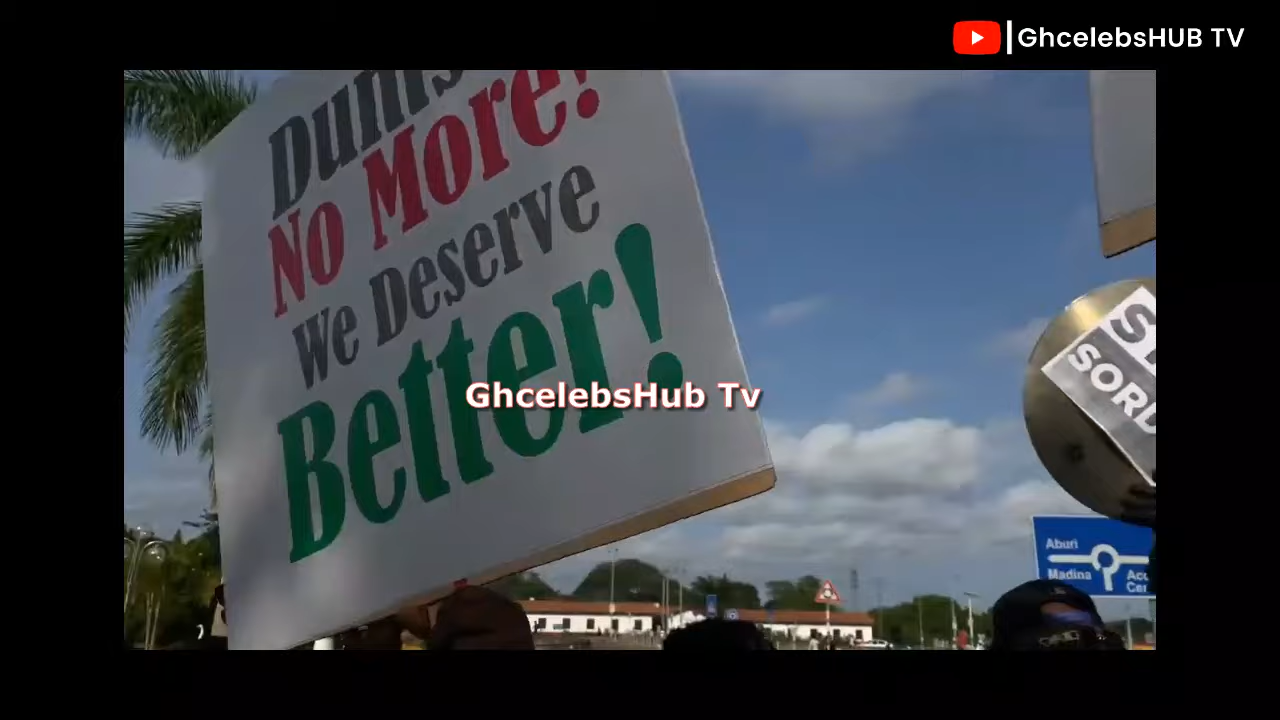 GhcelebsHUB TV
No More!
We Deserve
Better!
GhcelebsHub Tv
Aburi
Madina